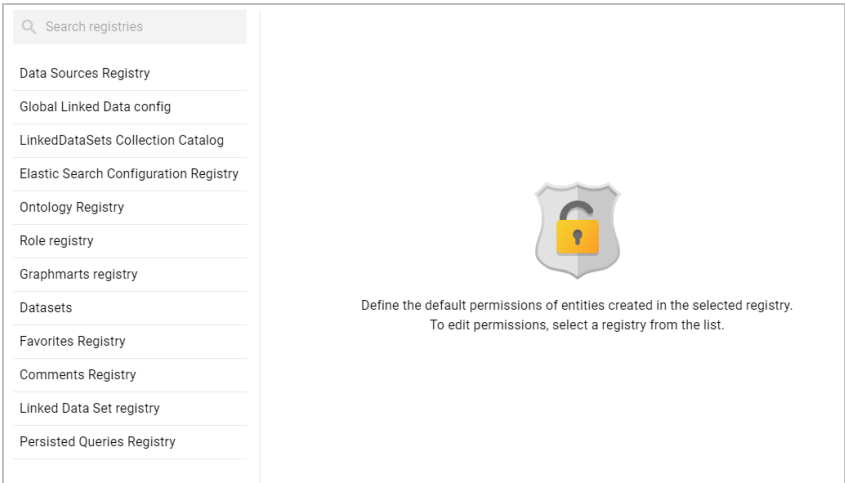 Search registries
Data Sources Registry
Global Linked Data config
LinkedDataSets Collection Catalog
Elastic Search Configuration Registry
Ontology Registry
Role registry
Graphmarts registry
Datasets
Favorites Registry
Comments Registry
Linked Data Set registry
Persisted Queries Registry
Define the default permissions of entities created in the selected registry.
To edit permissions, select a registry from the list.